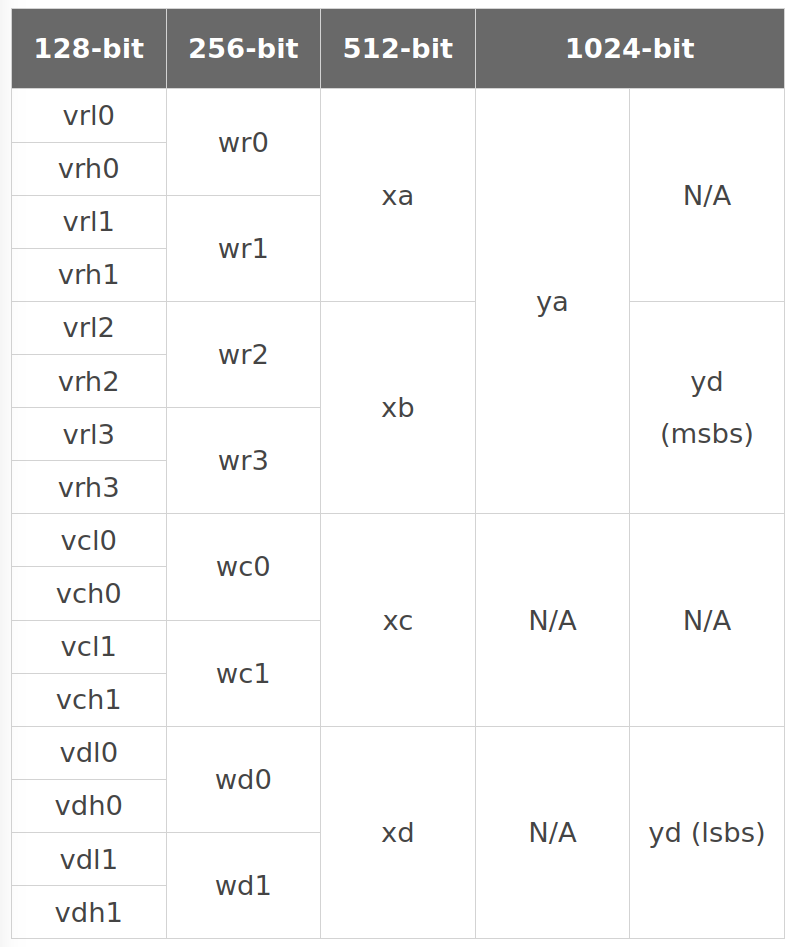 128-bit 256-bit 512-bit 1024-bit
vrl0 wr0 xa ya N/A
vrh0
vrl1 wr1
vrh1
vrl2 wr2 xb yd
(msbs)
vrh2
vrl3 wr3
vrh3
vcl0 wc0 xc N/A N/A
vch0
vcl1 wc1
vch1
vdl0 wd0 xd N/A yd (lsbs)
vdh0
vdl1 wd1
vdh1